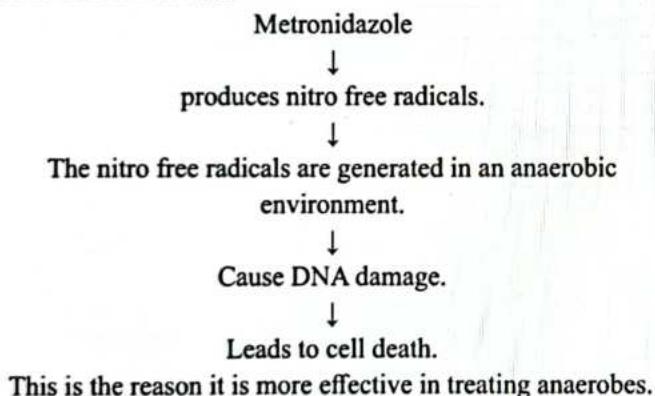 Metronidazole
↓
produces nitro free radicals.
↓
The nitro free radicals are generated in an anaerobic
environment.
↓
Cause DNA damage.
↓
Leads to cell death.
This is the reason it is more effective in treating anaerobes.